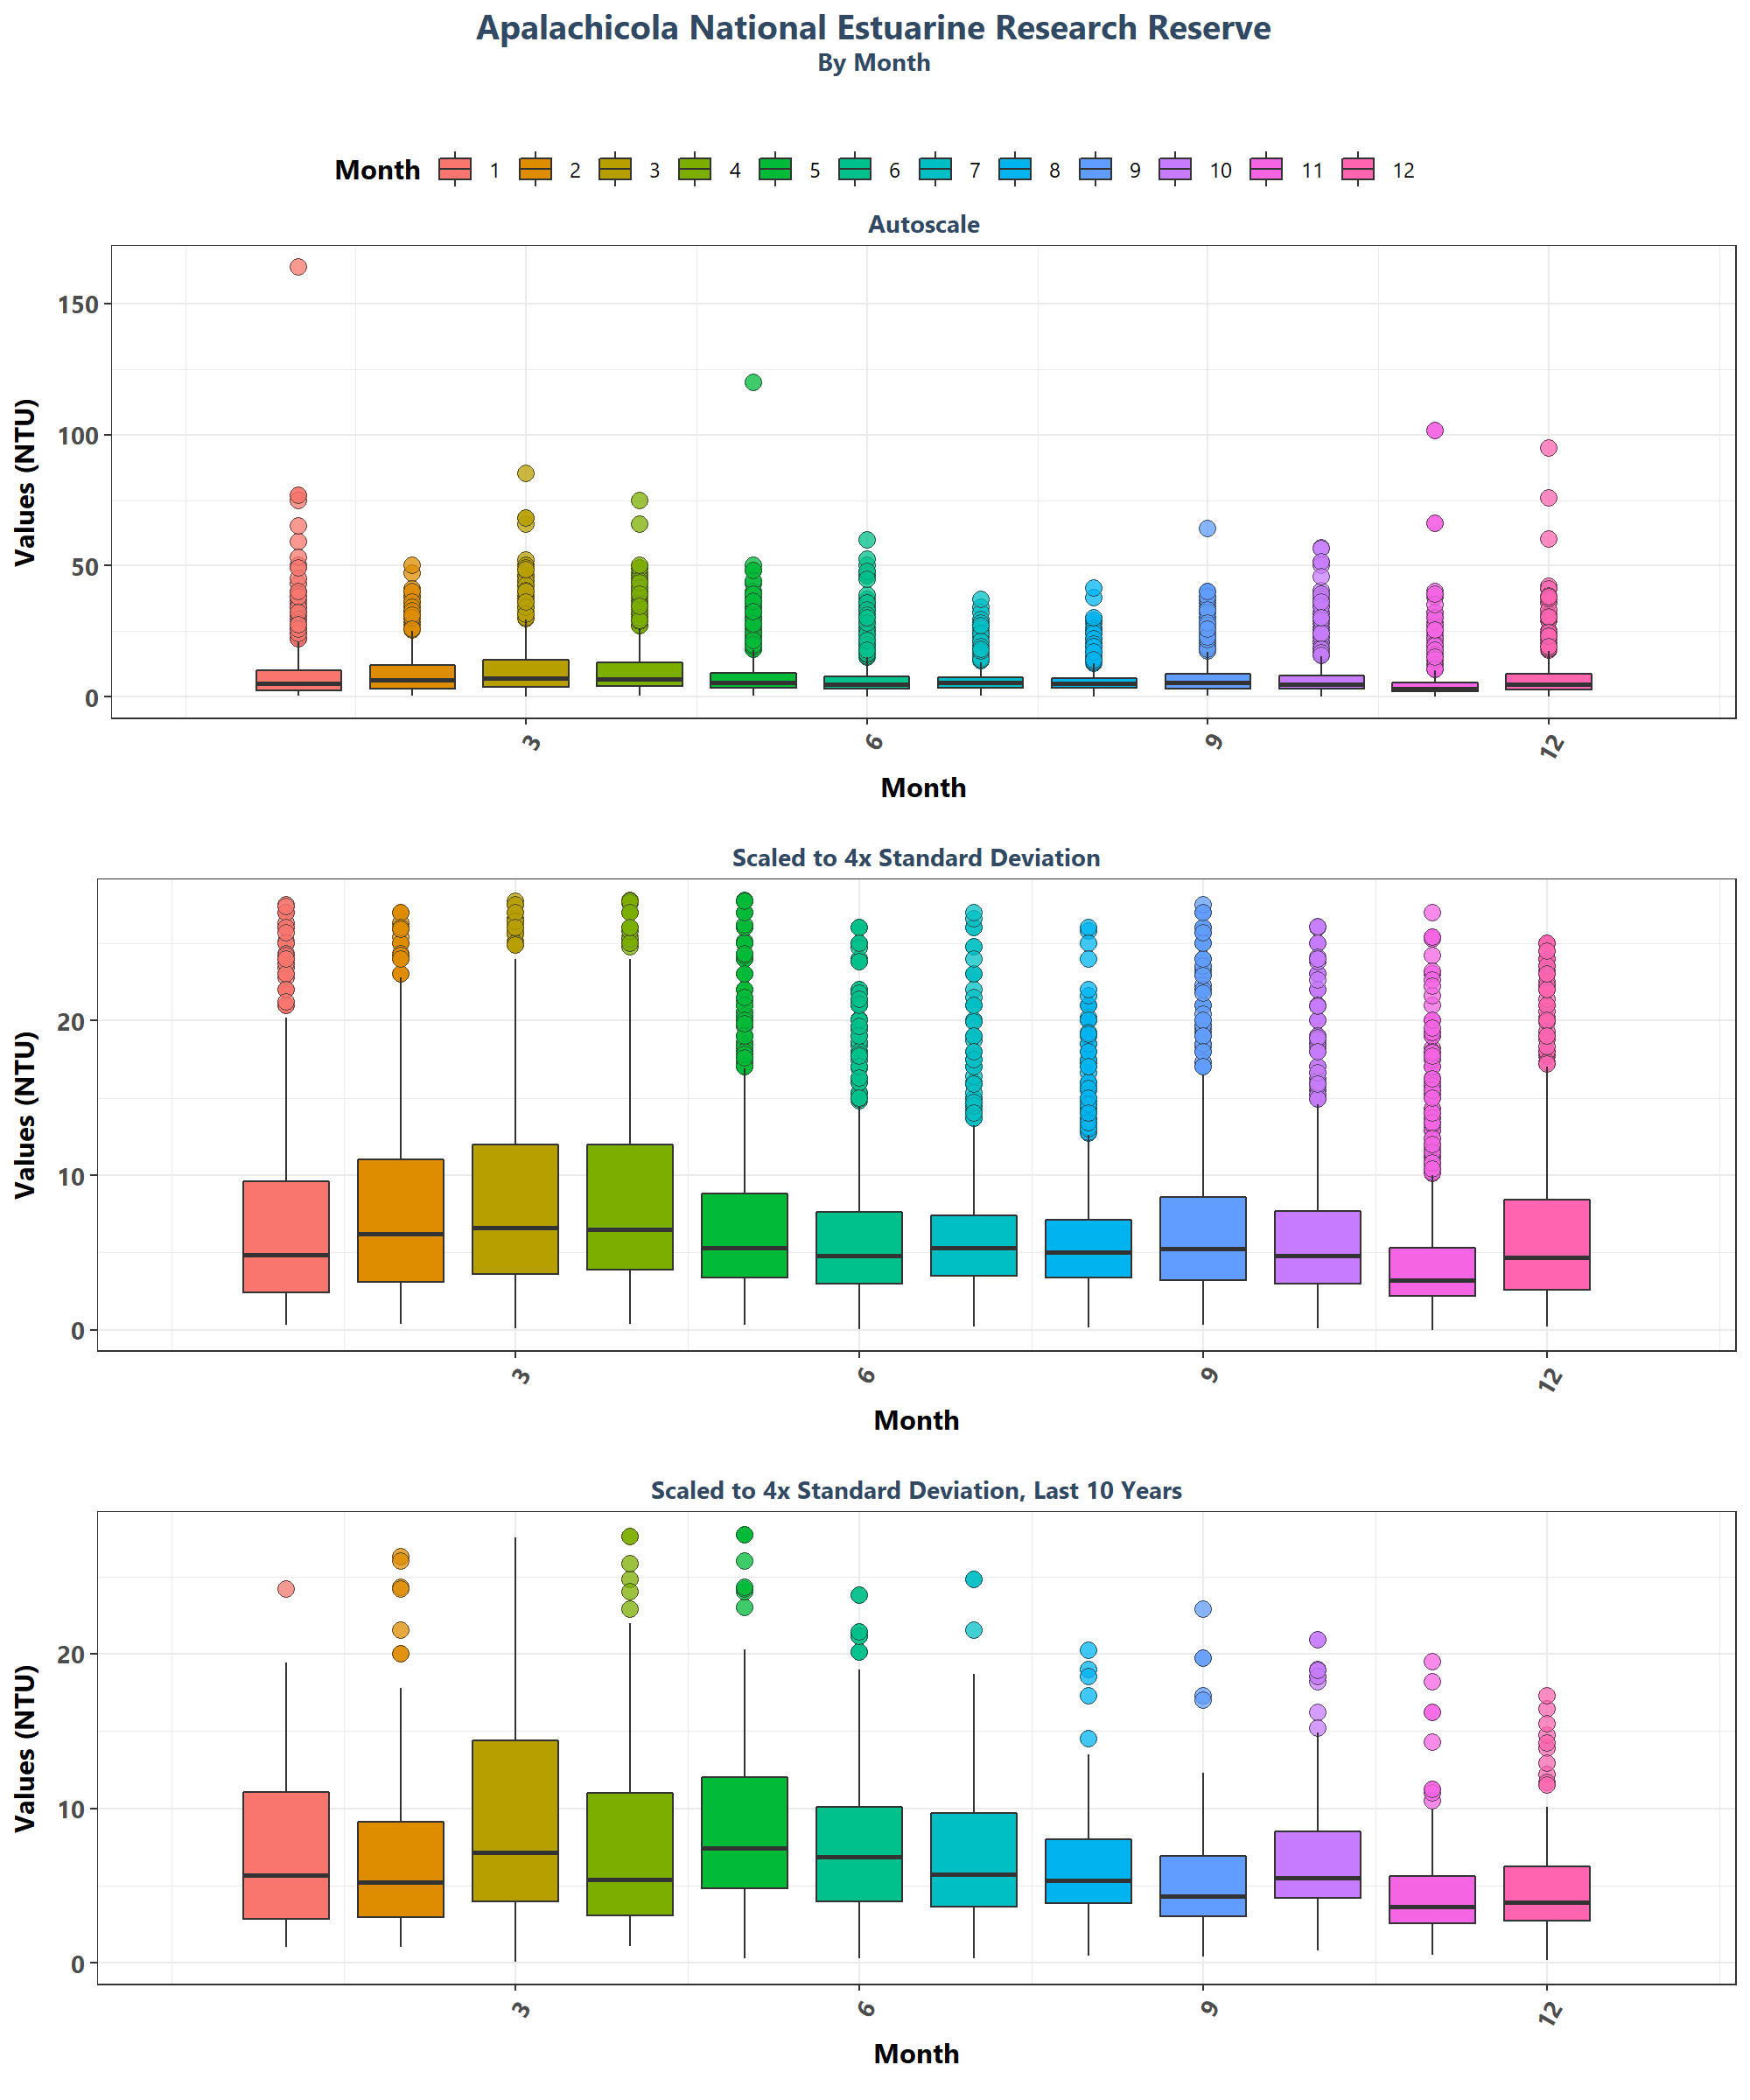 Apalachicola National Estuarine Research Reserve
By Month
Month 1 2 3 4 5 6 7 8 9 10 11 12
Autoscale
Values (NTU)
150
100
50
0
3 6 9 12
Month
Scaled to 4x Standard Deviation
Values (NTU)
20
10
0
3 6 9 12
Month
Scaled to 4x Standard Deviation, Last 10 Years
Values (NTU)
20
10
0
3 6 9 12
Month